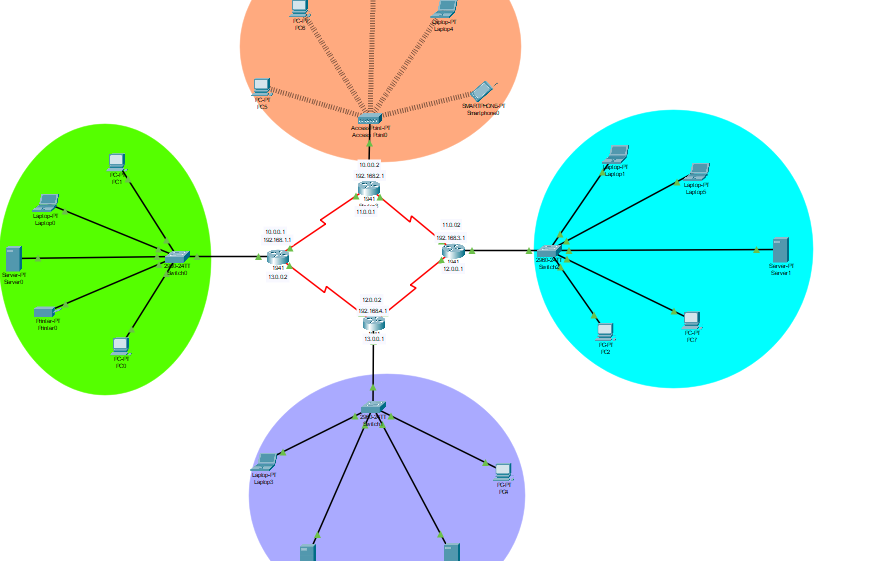 PC-PT
PC6
Laptop-PT
Laptop4
PC-PT
PC5
SMARTPHONE-PT
Smartphone0
AccessPoint-PT
Access Point0
PC-PT
PC1
Laptop-PT
Laptop0
Server-PT
Server0
Printer-PT
Printer0
PC-PT
PC0
2960-24TT
Switch0
10.0.0.2
192.168.2.1
1941
11.0.0.1
10.0.0.1
192.168.1.1
1941
13.0.0.2
11.0.0.2
192.168.3.1
1941
12.0.0.1
12.0.0.2
192.168.4.1
13.0.0.1
Laptop-PT
Laptop1
Laptop-PT
Laptop5
2960-24TT
Switch2
Server-PT
Server1
PC-PT
PC2
PC-PT
PC7
2960-24TT
Laptop-PT
Laptop3
PC-PT